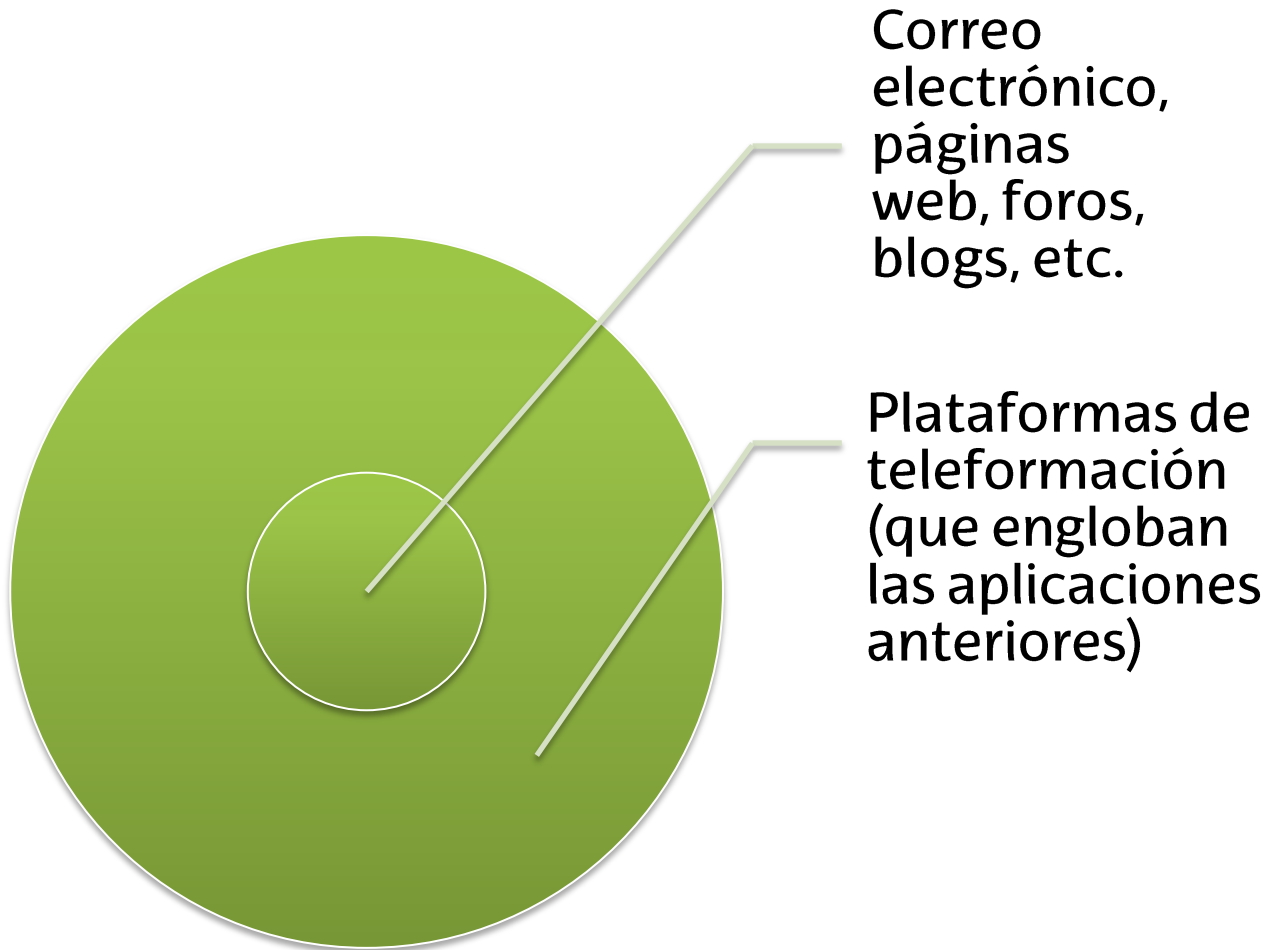 Correo
electrónico,
páginas
web, foros,
blogs, etc.
Plataformas de
teleformación
(que engloban
las aplicaciones
anteriores)